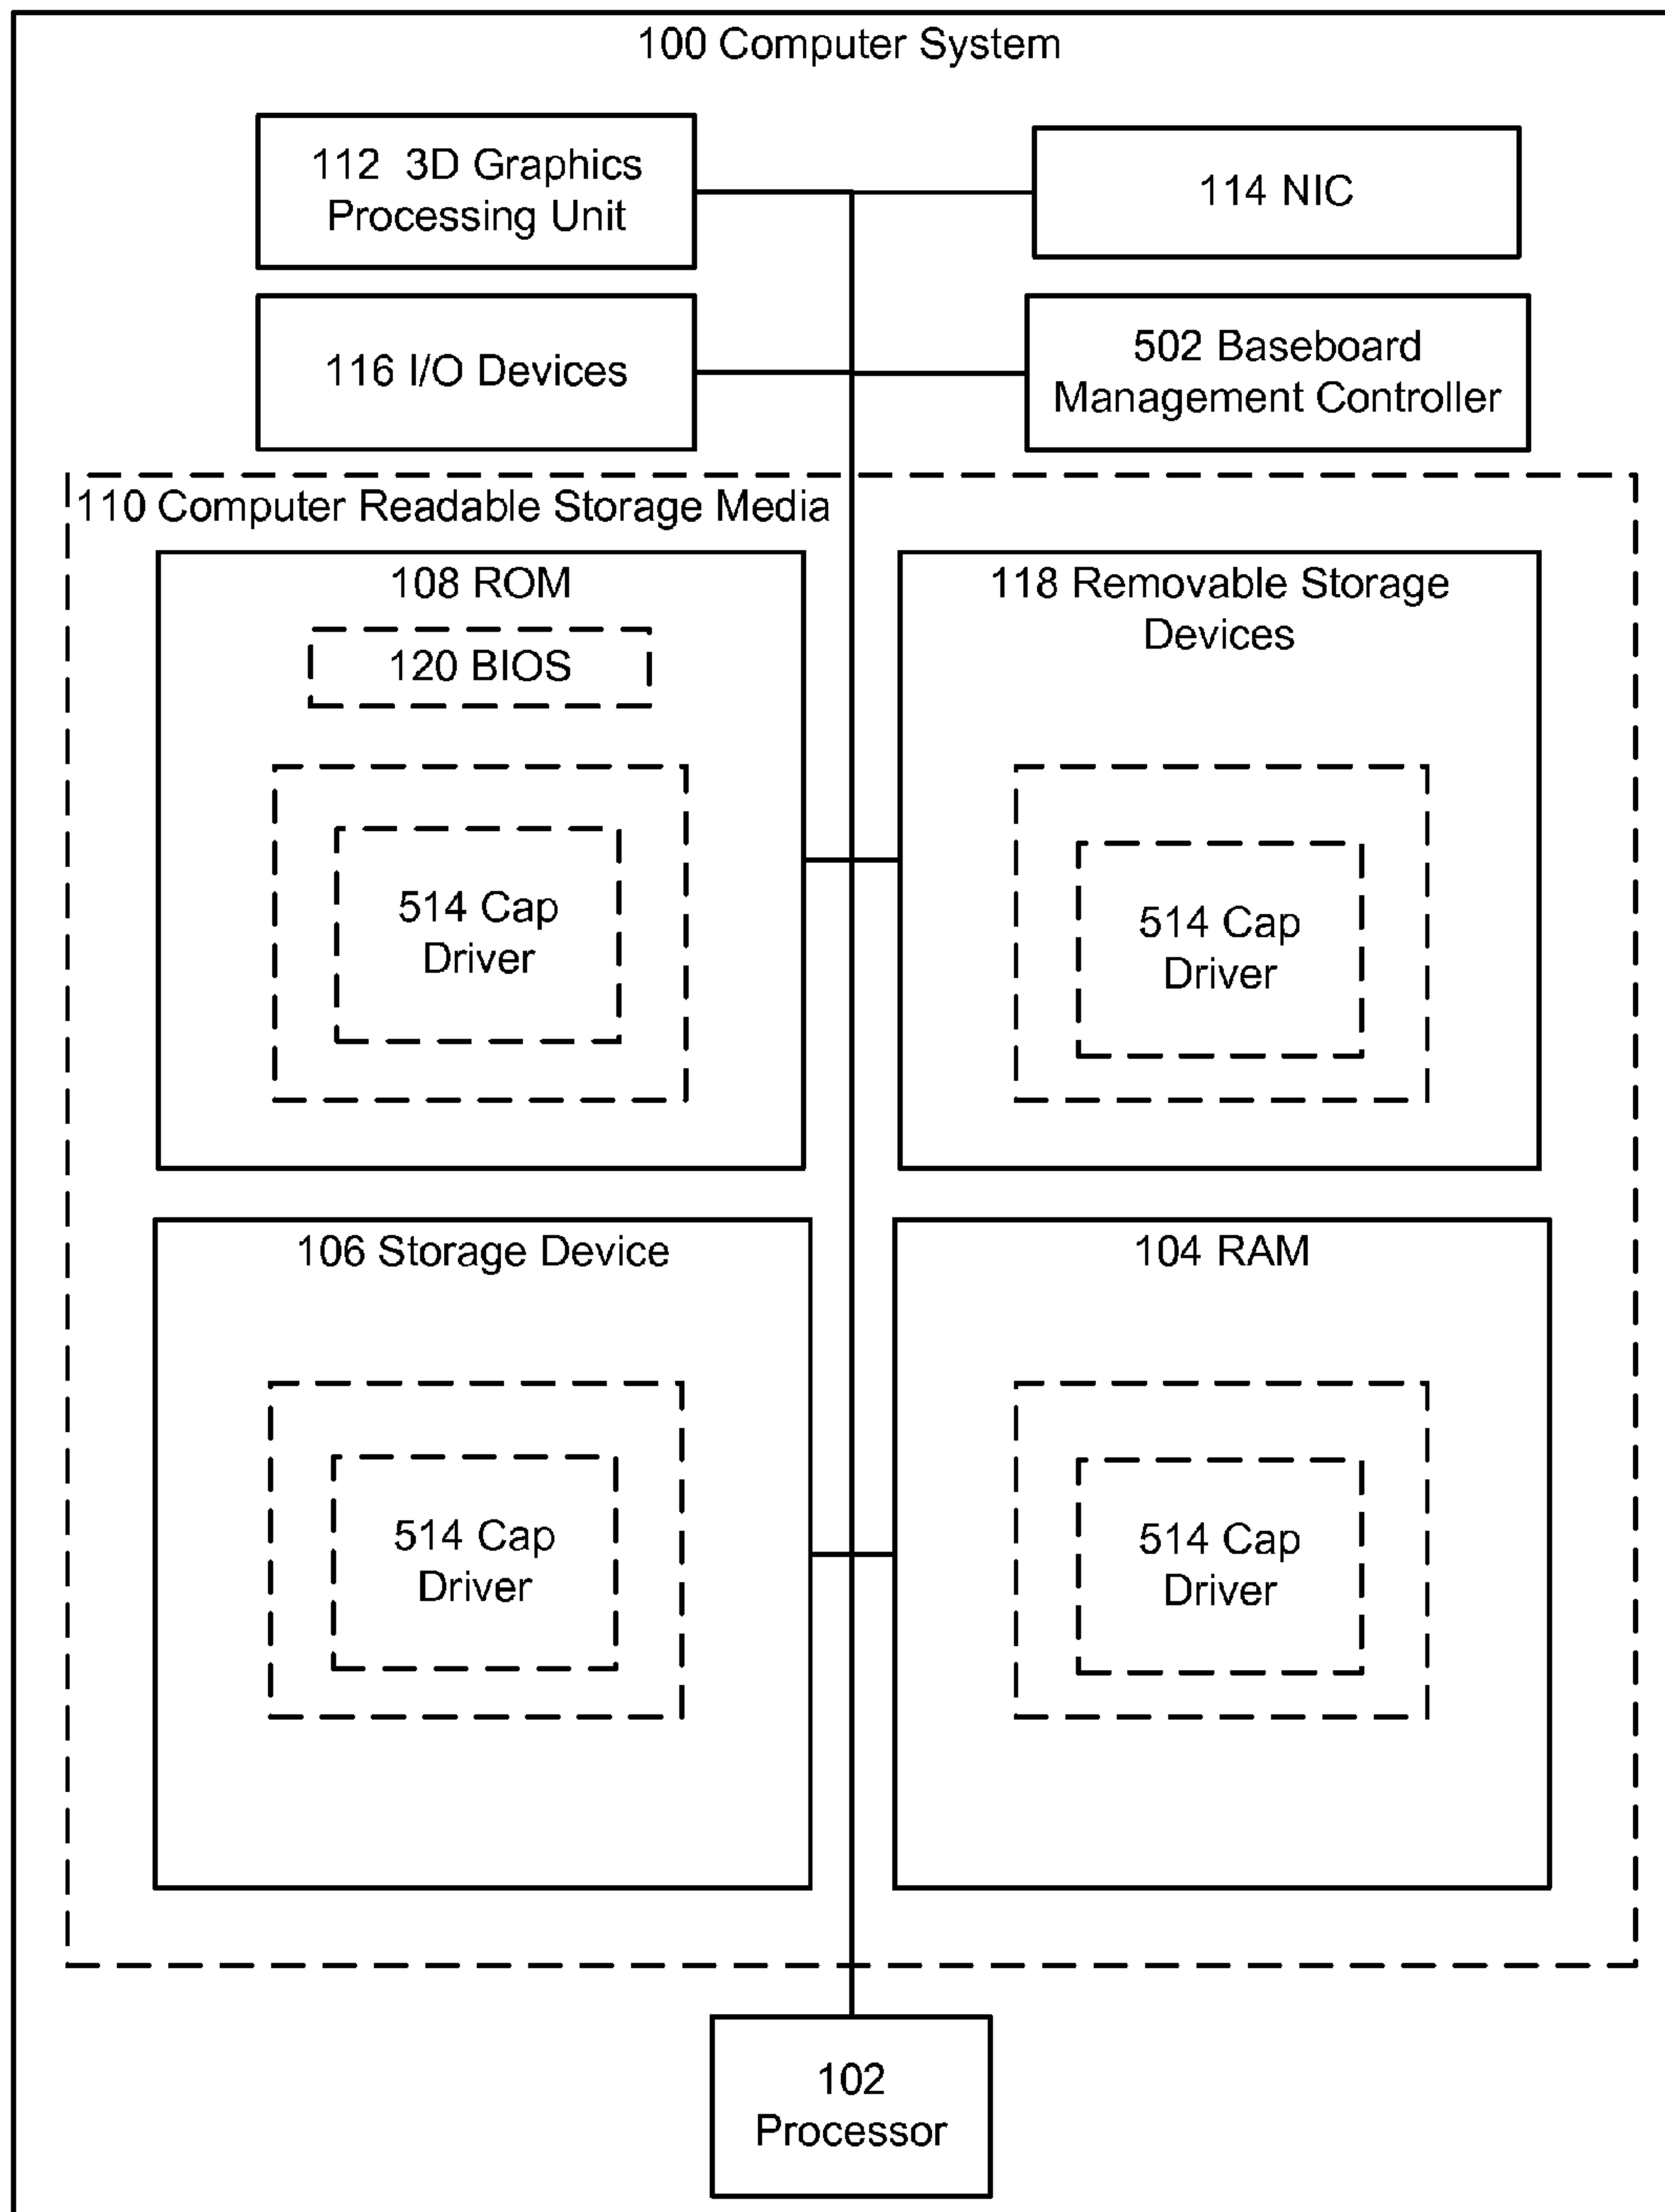 100 Computer System
112 3D Graphics
Processing Unit
114 NIC
116 I/O Devices
502 Baseboard
Management Controller
110 Computer Readable Storage Media
108 ROM
120 BIOS
514 Cap
Driver
118 Removable Storage
Devices
514 Cap
Driver
106 Storage Device
514 Cap
Driver
104 RAM
514 Cap
Driver
102
Processor